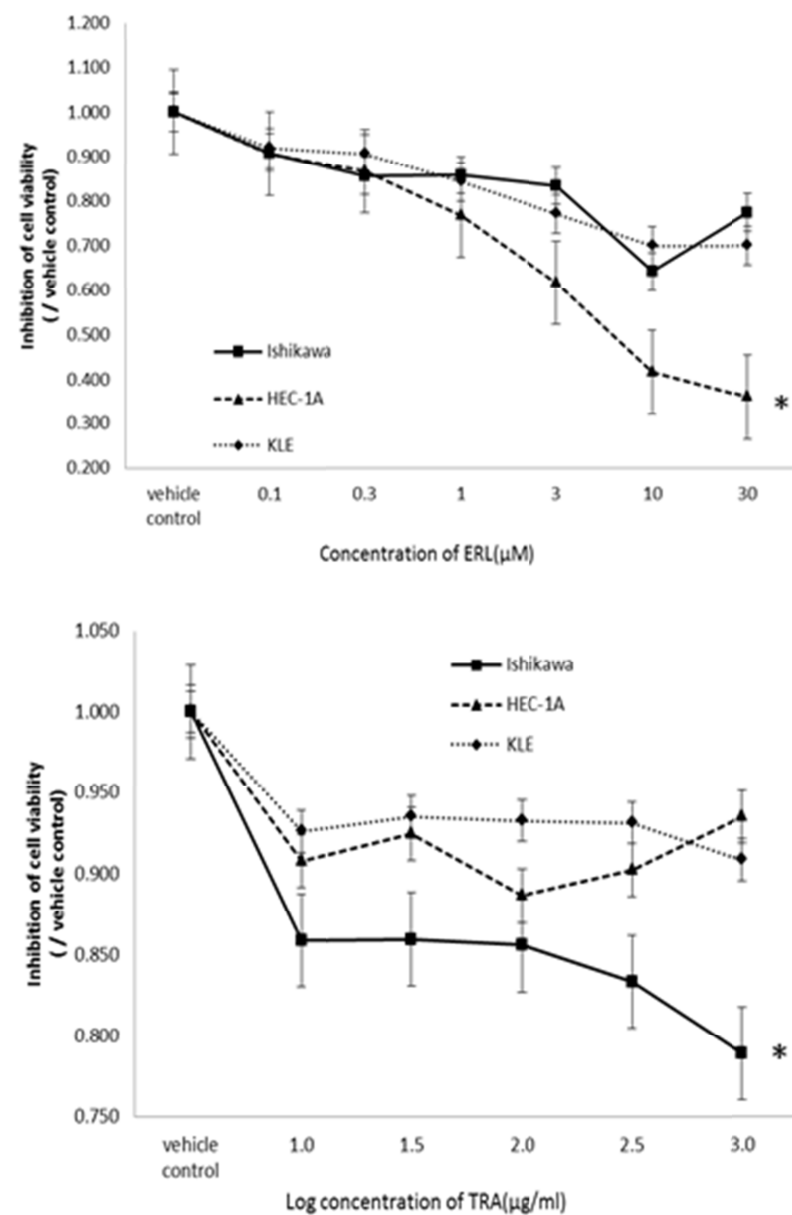 1.200
1.100
1.000
0.900
0.800
0.700
0.600
0.500
0.400
0.300
0.200
Inhibition of cell viability
( / vehicle control)
Ishikawa
HEC-1A
KLE
*
vehicle control 0.1 0.3 1 3 10 30
Concentration of ERL(μM)
1.050
1.000
0.950
0.900
0.850
0.800
0.750
Inhibition of cell viability
( / vehicle control)
Ishikawa
HEC-1A
KLE
*
vehicle control 1.0 1.5 2.0 2.5 3.0
Log concentration of TRA(μg/ml)